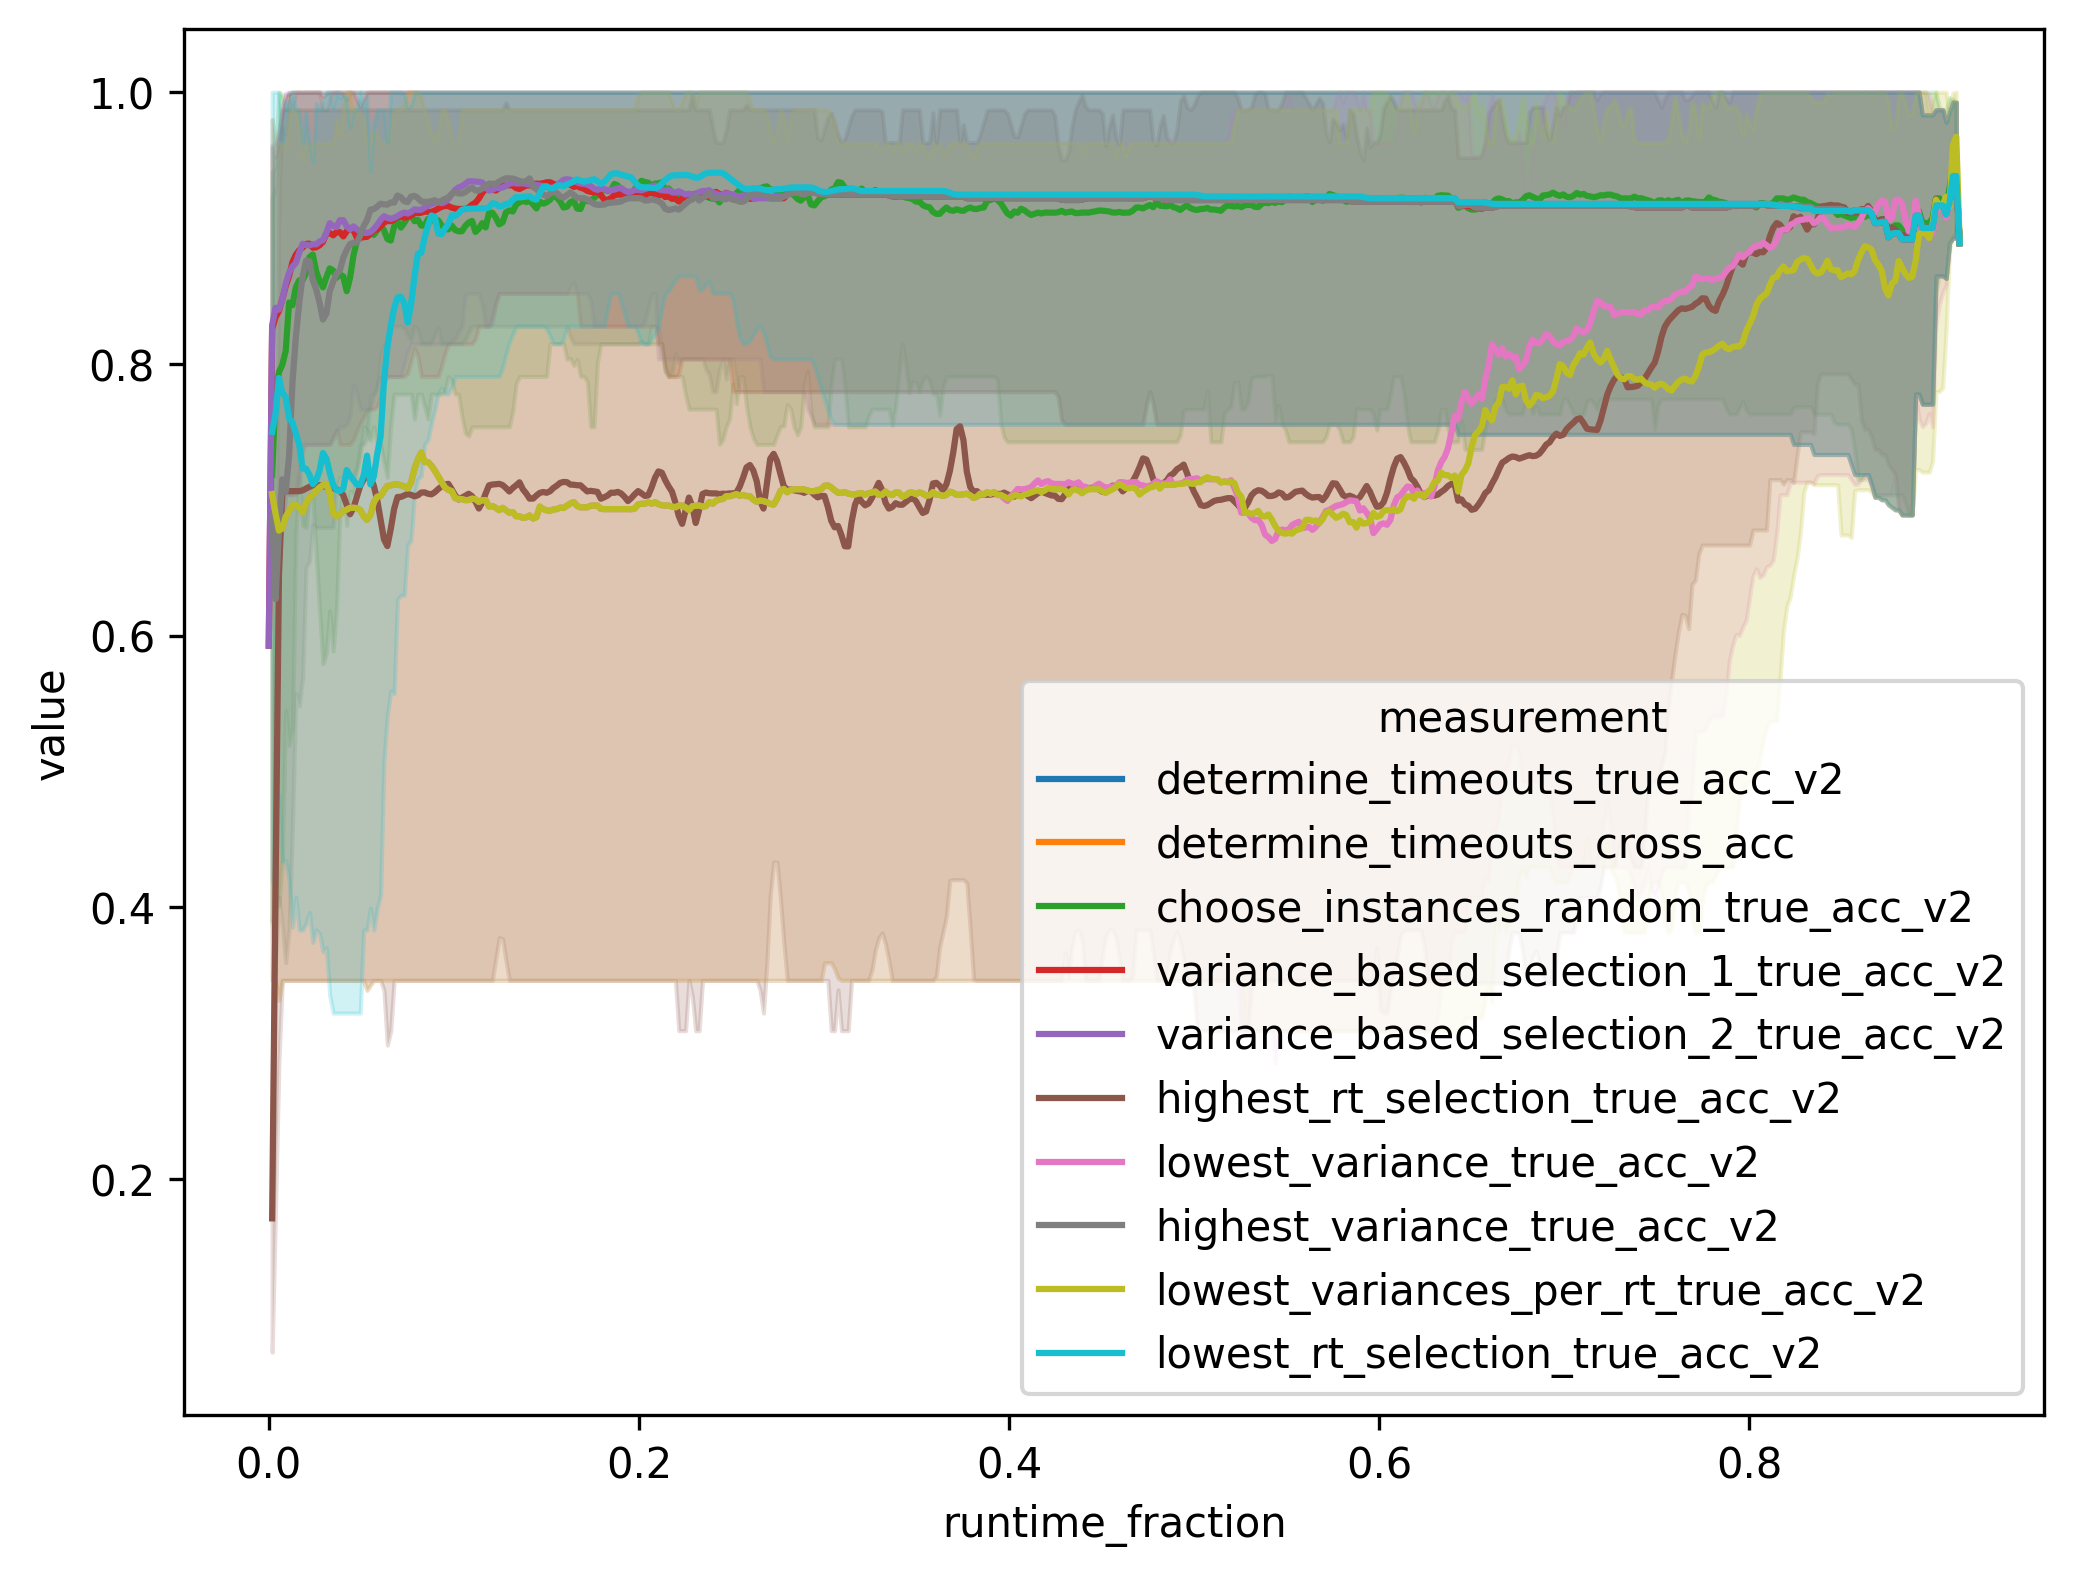 1.0
0.8
0.6
0.4
0.2
value
0.0 0.2 0.4 0.6 0.8
runtime_fraction
measurement
determine_timeouts_true_acc_v2
determine_timeouts_cross_acc
choose_instances_random_true_acc_v2
variance_based_selection_1_true_acc_v2
variance_based_selection_2_true_acc_v2
highest_rt_selection_true_acc_v2
lowest_variance_true_acc_v2
highest_variance_true_acc_v2
lowest_variances_per_rt_true_acc_v2
lowest_rt_selection_true_acc_v2